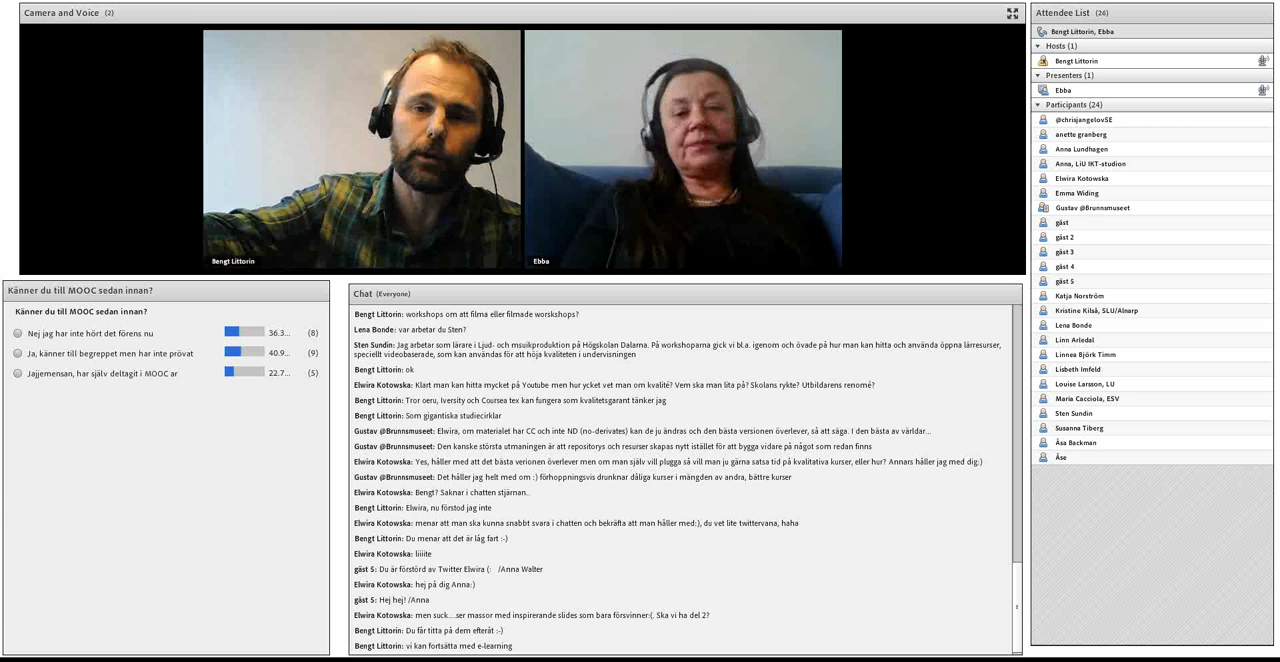 Camera and Voice (2)
Bengt Littorin
Ebba
Känner du till MOOC sedan innan?
Känner du till MOOC sedan innan?
Nej jag har inte hört det förens nu 36.3... (8)
Ja, känner till begreppet men har inte prövat 40.9... (9)
Jajjemensan, har själv deltagit i MOOC ar 22.7... (5)
Chat (Everyone)
Bengt Littorin: workshops om att filma eller filmade worskshops?
Lena Bonde: var arbetar du Sten?
Sten Sundin: Jag arbetar som lärare i Ljud- och msuikproduktion på Högskolan Dalarna. På workshoparna gick vi bl.a. igenom och övade på hur man kan hitta och använda öppna lärresurser,
speciellt videobaserade, som kan användas för att höja kvaliteten i undervisningen
Bengt Littorin: ok
Elwira Kotowska: Klart man kan hitta mycket på Youtube men hur ycket vet man om kvalité? Vem ska man lita på? Skolans rykte? Utbildarens renomé?
Bengt Littorin: Tror oeru, Iversity och Coursea tex kan fungera som kvalitetsgarant tänker jag
Bengt Littorin: Som gigantiska studiecirklar
Gustav @Brunnsmuseet: Elwira, om materialet har CC och inte ND (no-derivates) kan de ju ändras och den bästa versionen överlever, så att säga. I den bästa av världar...
Gustav @Brunnsmuseet: Den kanske största utmaningen är att repositorys och resurser skapas nytt istället för att bygga vidare på något som redan finns
Elwira Kotowska: Yes, håller med att det bästa verionen överlever men om man själv vill plugga så vill man ju gärna satsa tid på kvalitativa kurser, eller hur? Annars håller jag med dig:)
Gustav @Brunnsmuseet: Det håller jag helt med om :) förhoppningsvis drunknar dåliga kurser i mängden av andra, bättre kurser
Elwira Kotowska: Bengt? Saknar i chatten stjärnan..
Bengt Littorin: Elwira, nu förstod jag inte
Elwira Kotowska: menar att man ska kunna snabbt svara i chatten och bekräfta att man håller med:), du vet lite twittervana, haha
Bengt Littorin: Du menar att det är låg fart :-)
Elwira Kotowska: liiiite
gäst 5: Du är förstörd av Twitter Elwira (: /Anna Walter
Elwira Kotowska: hej på dig Anna:)
gäst 5: Hej hej! /Anna
Elwira Kotowska: men suck....ser massor med inspirerande slides som bara försvinner:(. Ska vi ha del 2?
Bengt Littorin: Du får titta på dem efteråt :-)
Bengt Littorin: vi kan fortsätta med e-learning
Attendee List (26)
Bengt Littorin, Ebba
Hosts (1)
Bengt Littorin
Presenters (1)
Ebba
Participants (24)
@chrisjangelovSE
anette granberg
Anna Lundhagen
Anna, LiU IKT-studion
Elwira Kotowska
Emma Widing
Gustav @Brunnsmuseet
gäst
gäst 2
gäst 3
gäst 4
gäst 5
Katja Norström
Kristine Kilså, SLU/Alnarp
Lena Bonde
Linn Arledal
Linnea Björk Timm
Lisbeth Imfeld
Louise Larsson, LU
Maria Cacciola, ESV
Sten Sundin
Susanna Tiberg
Åsa Backman
Åse